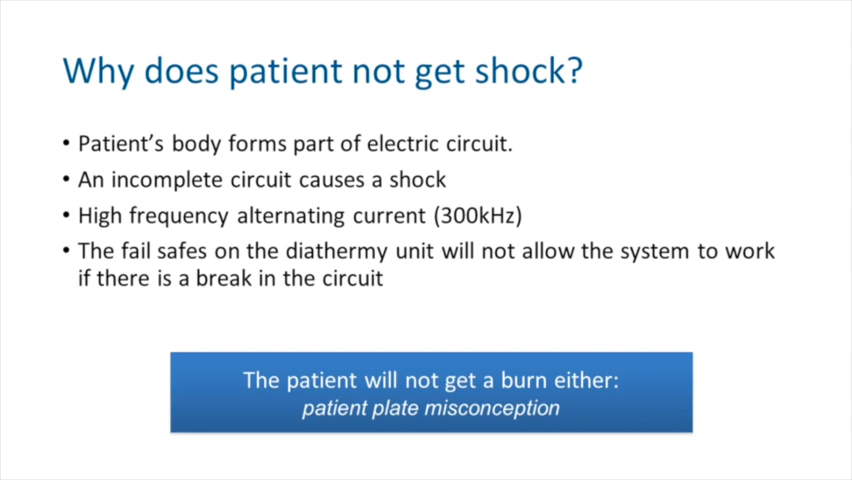 Why does patient not get shock?
• Patient’s body forms part of electric circuit.
• An incomplete circuit causes a shock
• High frequency alternating current (300kHz)
• The fail safes on the diathermy unit will not allow the system to work
if there is a break in the circuit
The patient will not get a burn either:
patient plate misconception